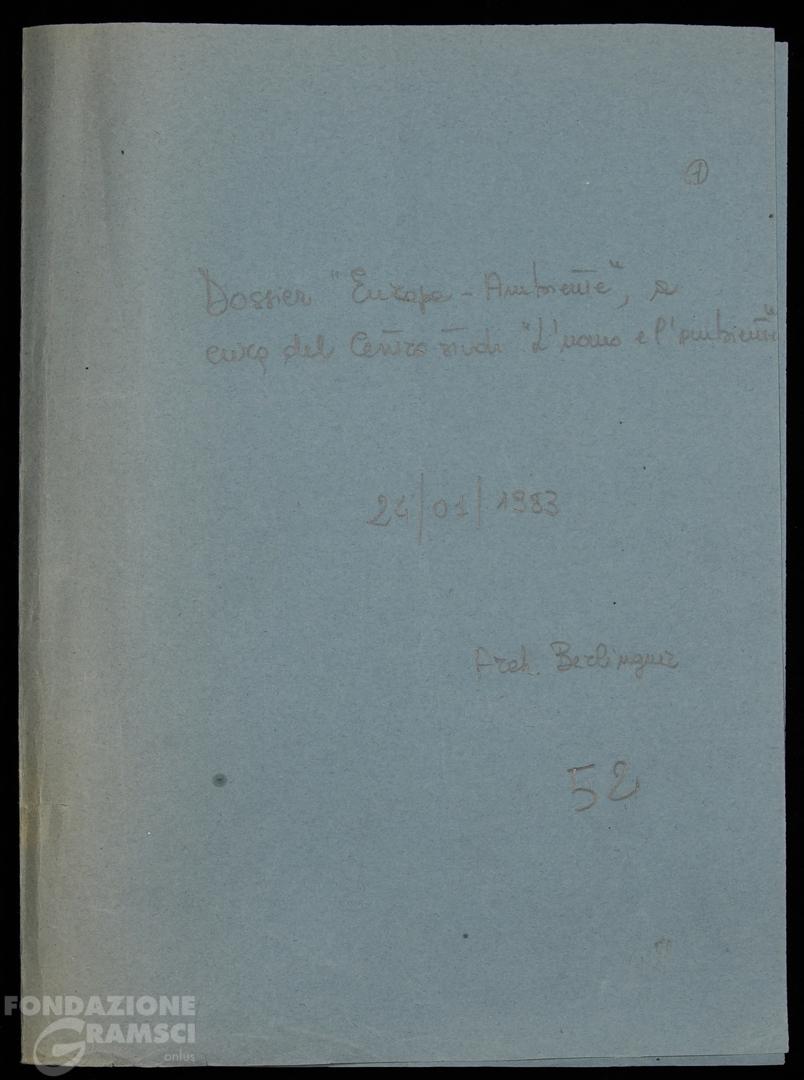 1
Dossier "Europa - Ambiente", a
cura del Centro studi "L'uomo e l'ambiente"
24/01/1983
Arch. Berlinguer
52
FONDAZIONE
GRAMSCI
onlus